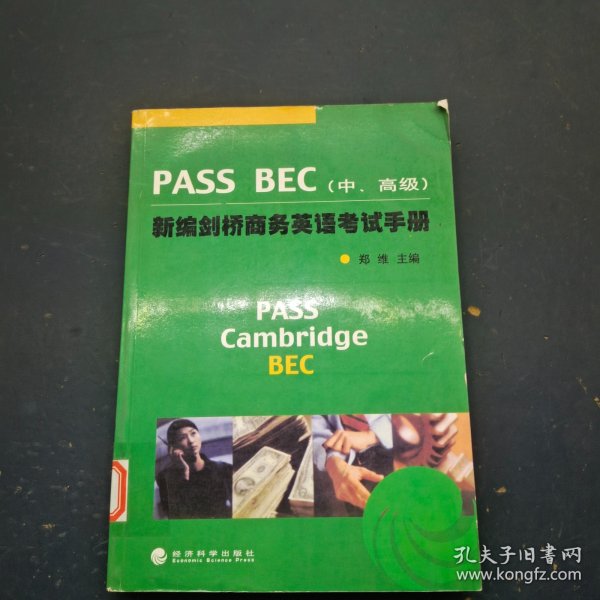 PASS BEC（中、高级）
新编剑桥商务英语考试手册
郑 维 主编
PASS
Cambridge
BEC
经济科学出版社
Economic Science Press
孔夫子旧书网
www.kongfz.com